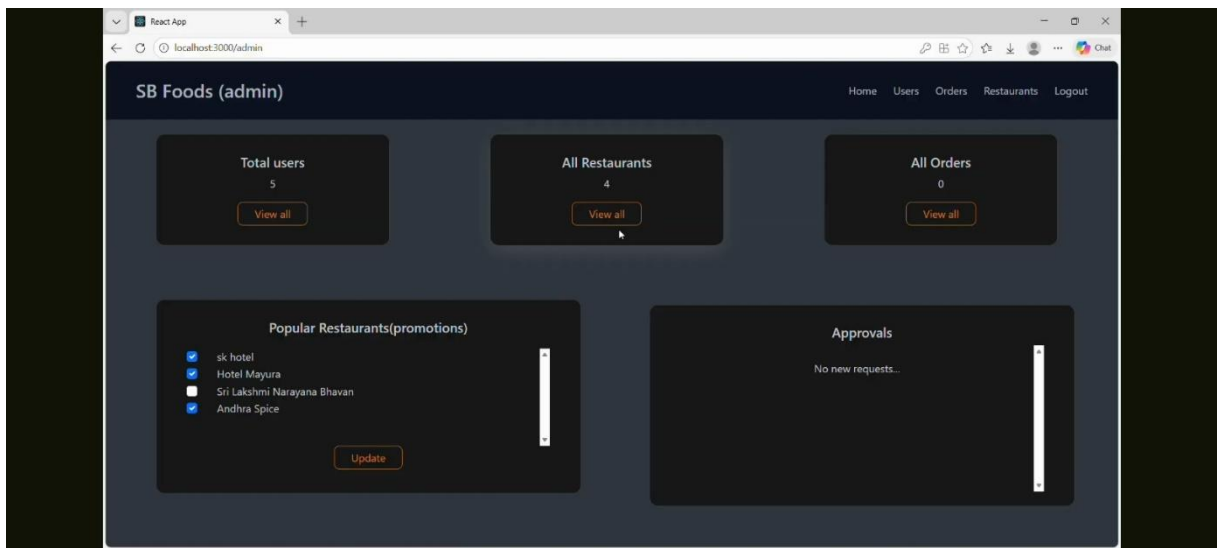 React App
localhost:3000/admin
Chat
SB Foods (admin)
Home Users Orders Restaurants Logout
Total users
5
View all
All Restaurants
4
View all
All Orders
0
View all
Popular Restaurants(promotions)
sk hotel
Hotel Mayura
Sri Lakshmi Narayana Bhavan
Andhra Spice
Update
Approvals
No new requests...